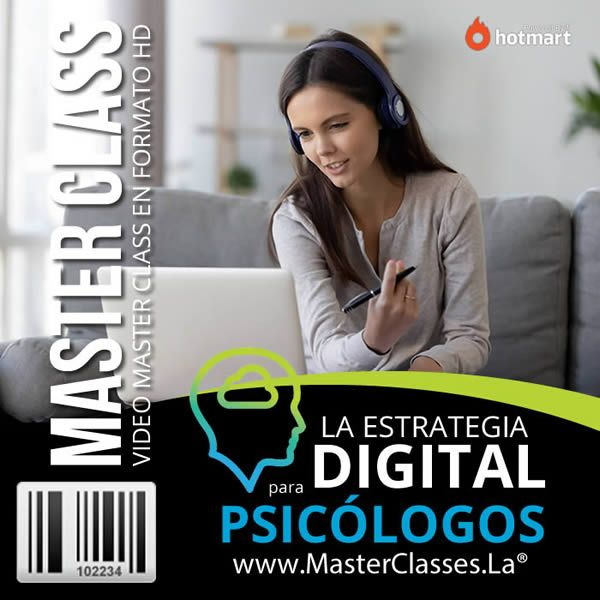 hotmart
MASTER CLASS
VIDEO MASTER CLASS EN FORMATO HD
LA ESTRATEGIA
para DIGITAL
PSICÓLOGOS
www.MasterClasses.La®
102234